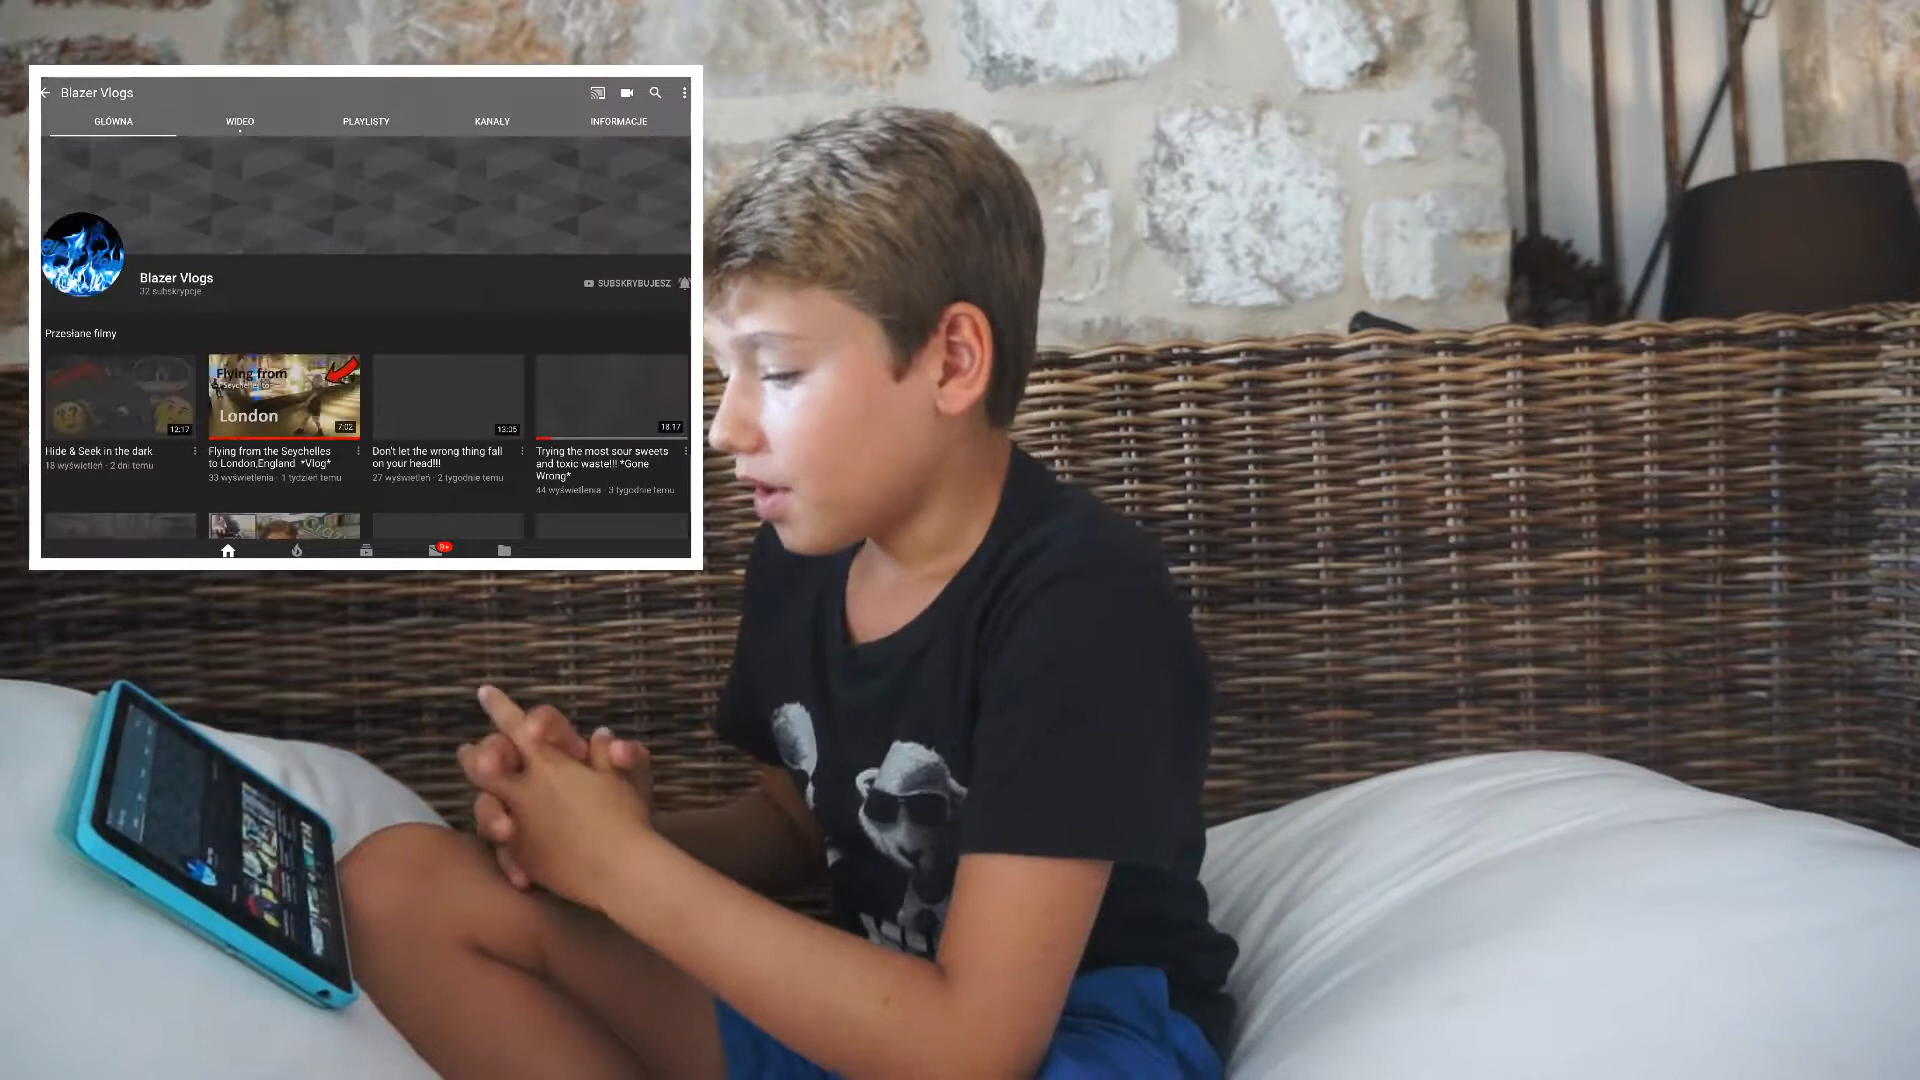 Blazer Vlogs
GŁÓWNA WIDEO PLAYLISTY KANAŁY INFORMACJE
Blazer Vlogs
32 subskrypcje
SUBSKRYBUJESZ
Przesłane filmy
Flying from
Seychelles to
London
12:17
7:02
13:05
18:17
Hide & Seek in the dark
18 wyświetleń · 2 dni temu
Flying from the Seychelles
to London,England *Vlog*
33 wyświetlenia · 1 tydzień temu
Don't let the wrong thing fall
on your head!!!
27 wyświetleń · 2 tygodnie temu
Trying the most sour sweets
and toxic waste!!! *Gone
Wrong*
44 wyświetlenia · 3 tygodnie temu
9+